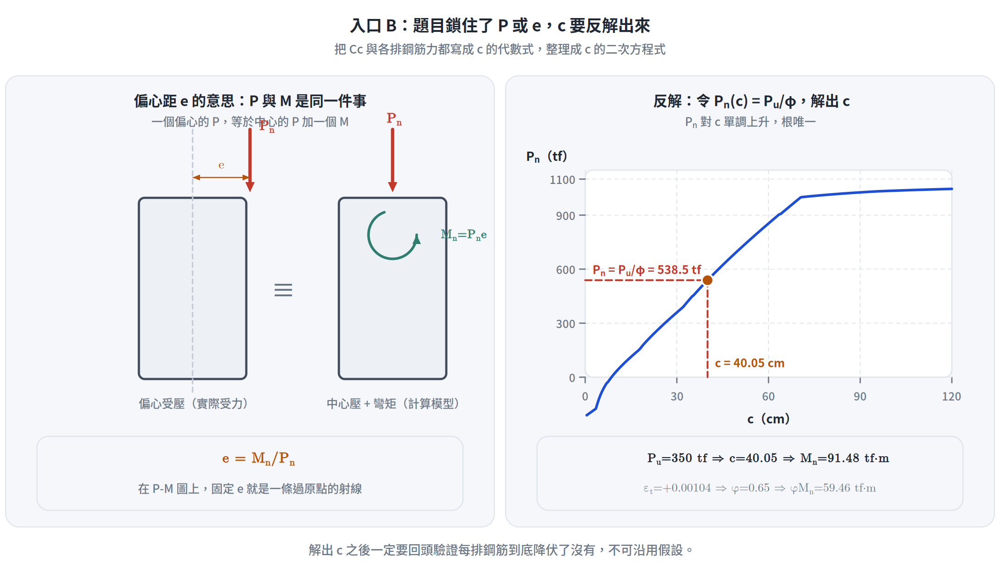 入口 B：題目鎖住了 P 或 e，c 要反解出來
把 Cc 與各排鋼筋力都寫成 c 的代數式，整理成 c 的二次方程式
偏心距 e 的意思：P 與 M 是同一件事
一個偏心的 P，等於中心的 P 加一個 M
Pn
Pn
e
Mn=Pne
≡
偏心受壓（實際受力）
中心壓 + 彎矩（計算模型）
e = Mn/Pn
在 P-M 圖上，固定 e 就是一條過原點的射線
反解：令 Pn(c) = Pu/ϕ，解出 c
Pn 對 c 單調上升，根唯一
Pn（tf）
1100
900
600
300
0
Pn = Pu/ϕ = 538.5 tf
c = 40.05 cm
0 30 60 90 120
c（cm）
Pu=350 tf ⇒ c=40.05 ⇒ Mn=91.48 tf·m
εt=+0.00104 ⇒ φ=0.65 ⇒ φMn=59.46 tf·m
解出 c 之後一定要回頭驗證每排鋼筋到底降伏了沒有，不可沿用假設。